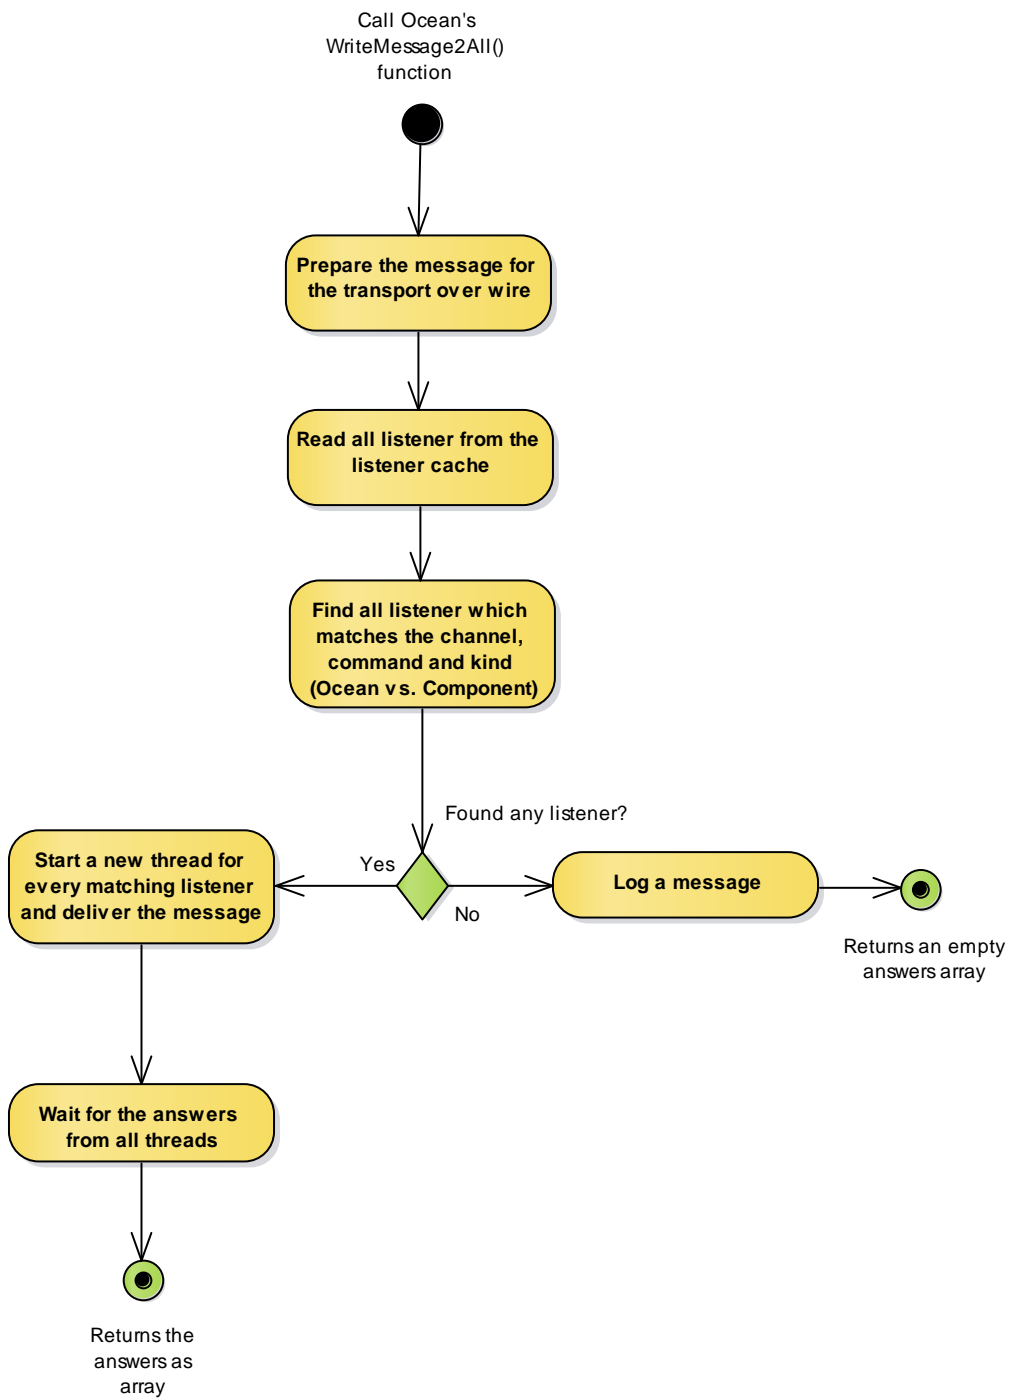 Call Ocean's
WriteMessage2All()
function
Prepare the message for
the transport over wire
Read all listener from the
listener cache
Find all listener which
matches the channel,
command and kind
(Ocean vs. Component)
Found any listener?
Yes
No
Start a new thread for
every matching listener
and deliver the message
Log a message
Returns an empty
answers array
Wait for the answers
from all threads
Returns the
answers as
array